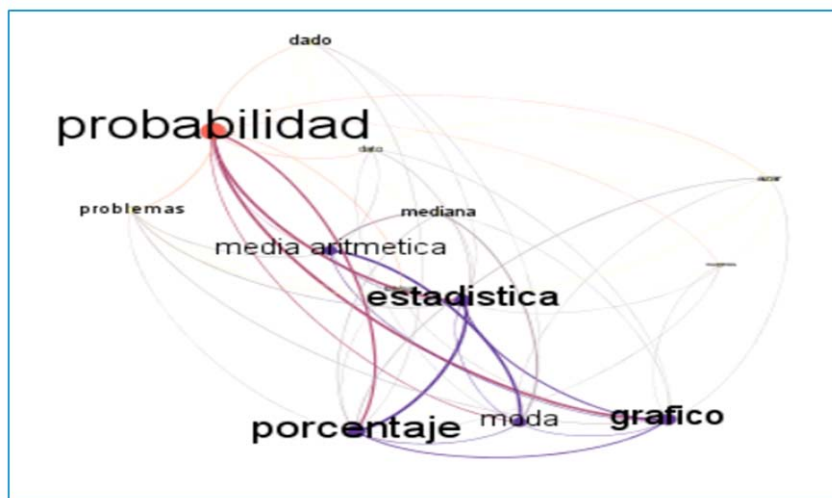 dado
probabilidad
dato
azar
problemas
mediana
media aritmetica
estadistica
porcentaje
moda
grafico